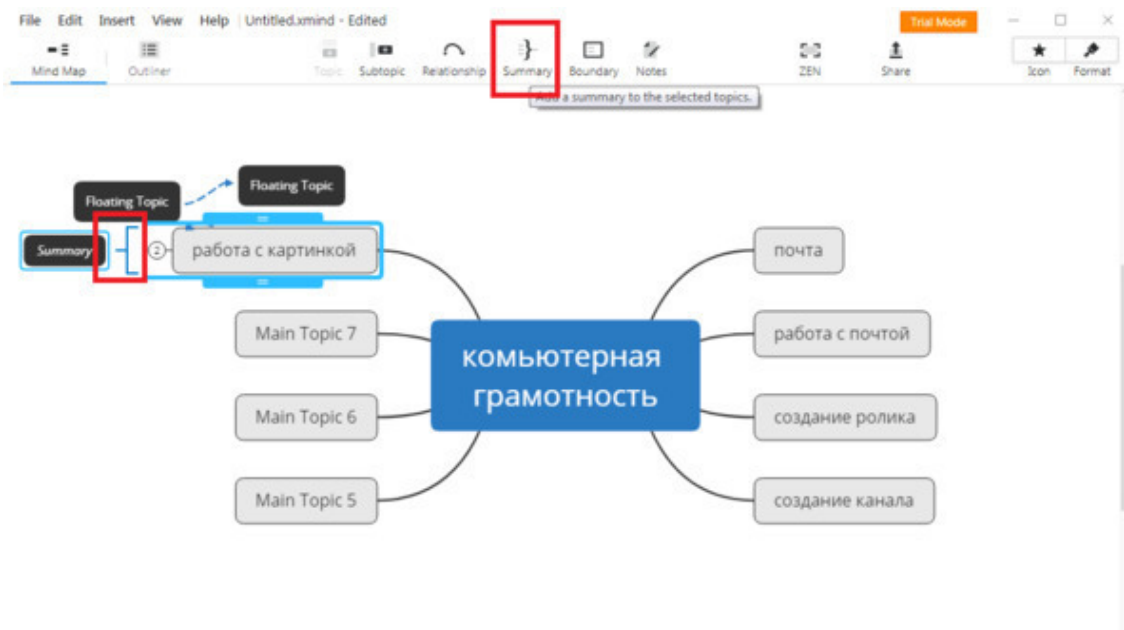 File Edit Insert View Help Untitled.xmind - Edited Trial Mode
Mind Map Outliner Topic Subtopic Relationship Summary Boundary Notes ZEN Share Icon Format
Add a summary to the selected topics.
Floating Topic
Floating Topic
Summary 2 работа с картинкой
Main Topic 7
Main Topic 6
Main Topic 5
комьютерная
грамотность
почта
работа с почтой
создание ролика
создание канала